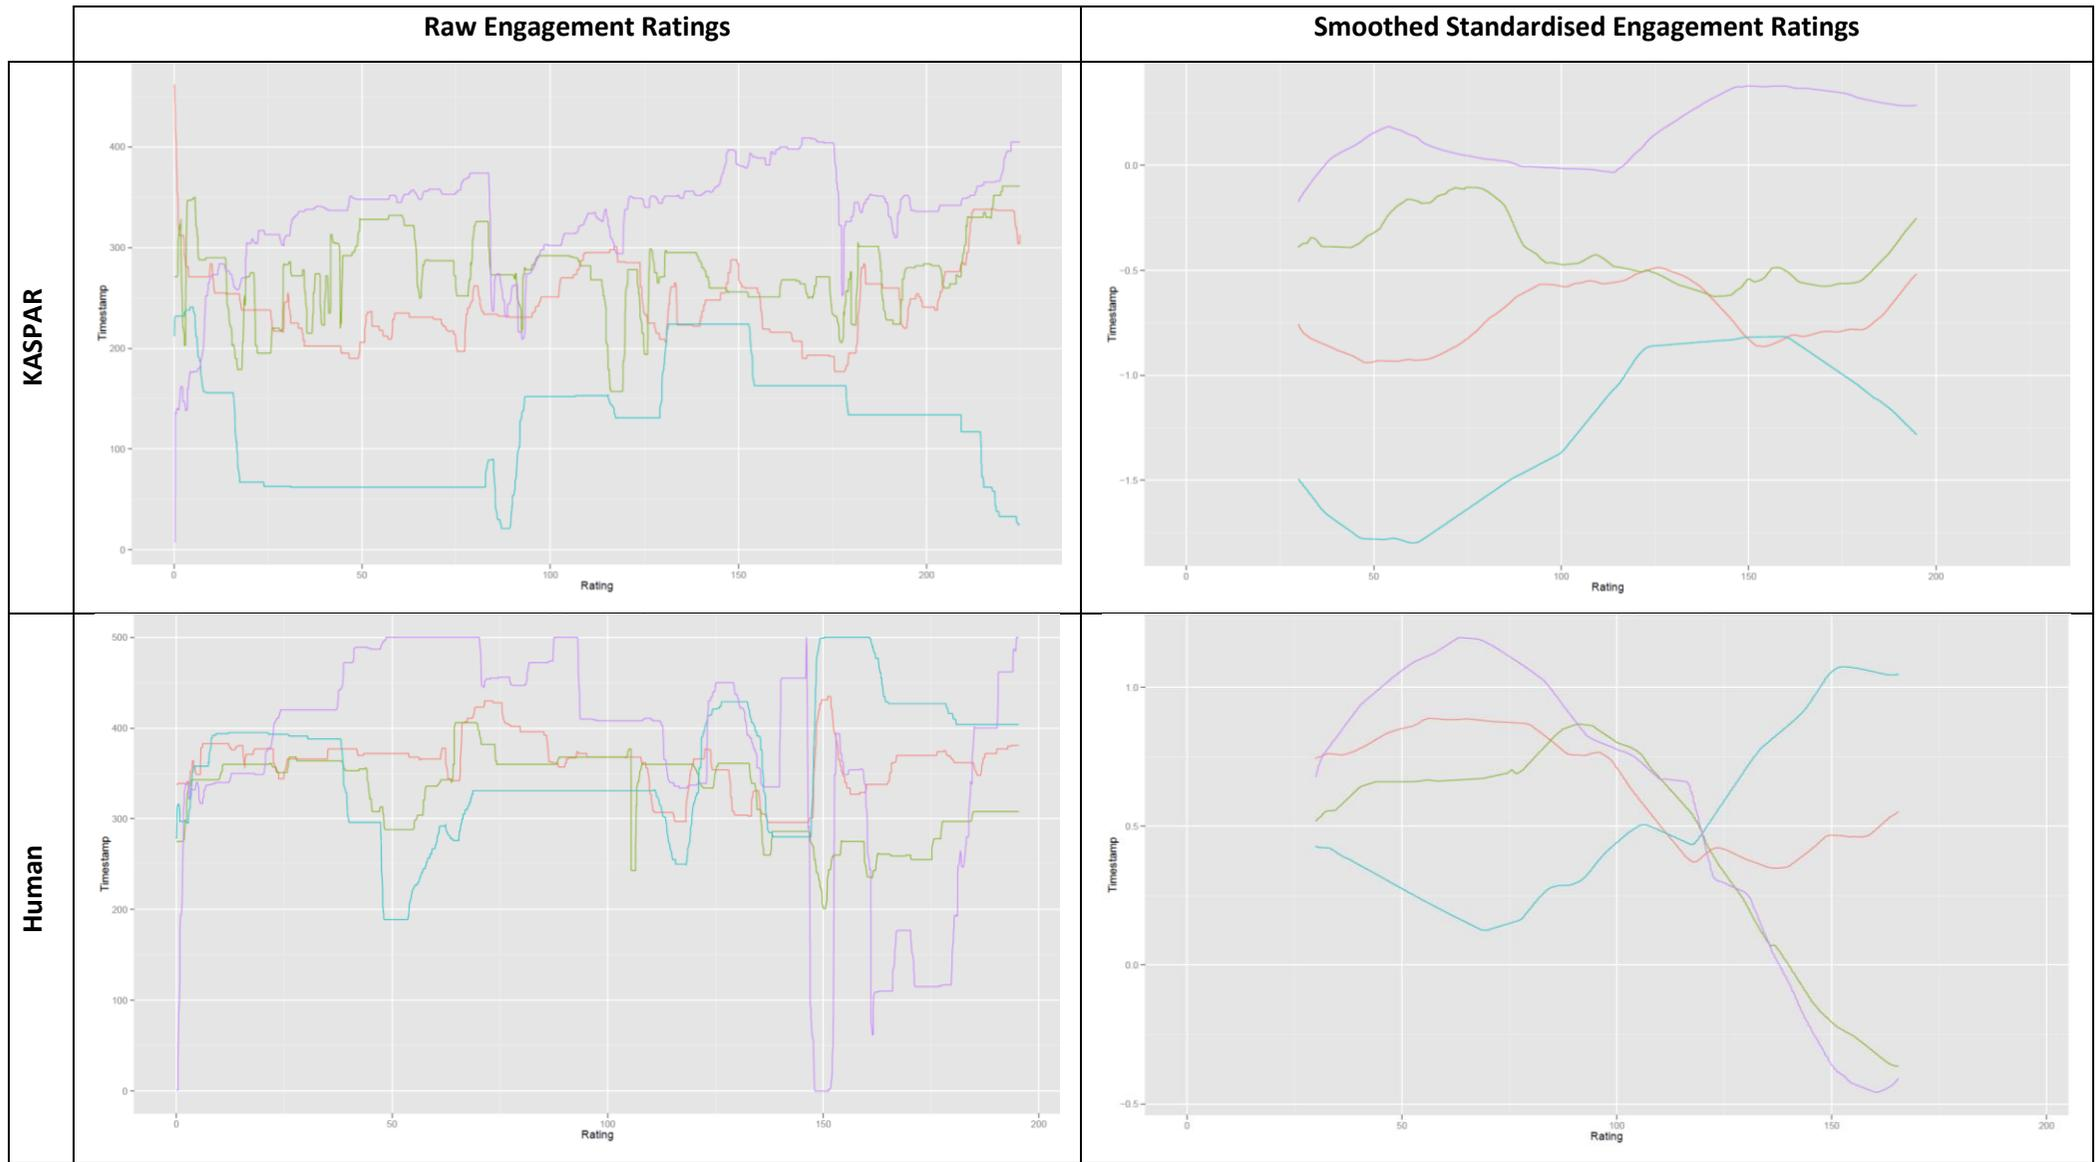 Raw Engagement Ratings
Smoothed Standardised Engagement Ratings
KASPAR
Timestamp
400
300
200
100
0
0 50 100 150 200
Rating
Timestamp
0.0
−0.5
−1.0
−1.5
0 50 100 150 200
Rating
Human
Timestamp
500
400
300
200
100
0
0 50 100 150 200
Rating
Timestamp
1.0
0.5
0.0
−0.5
0 50 100 150 200
Rating